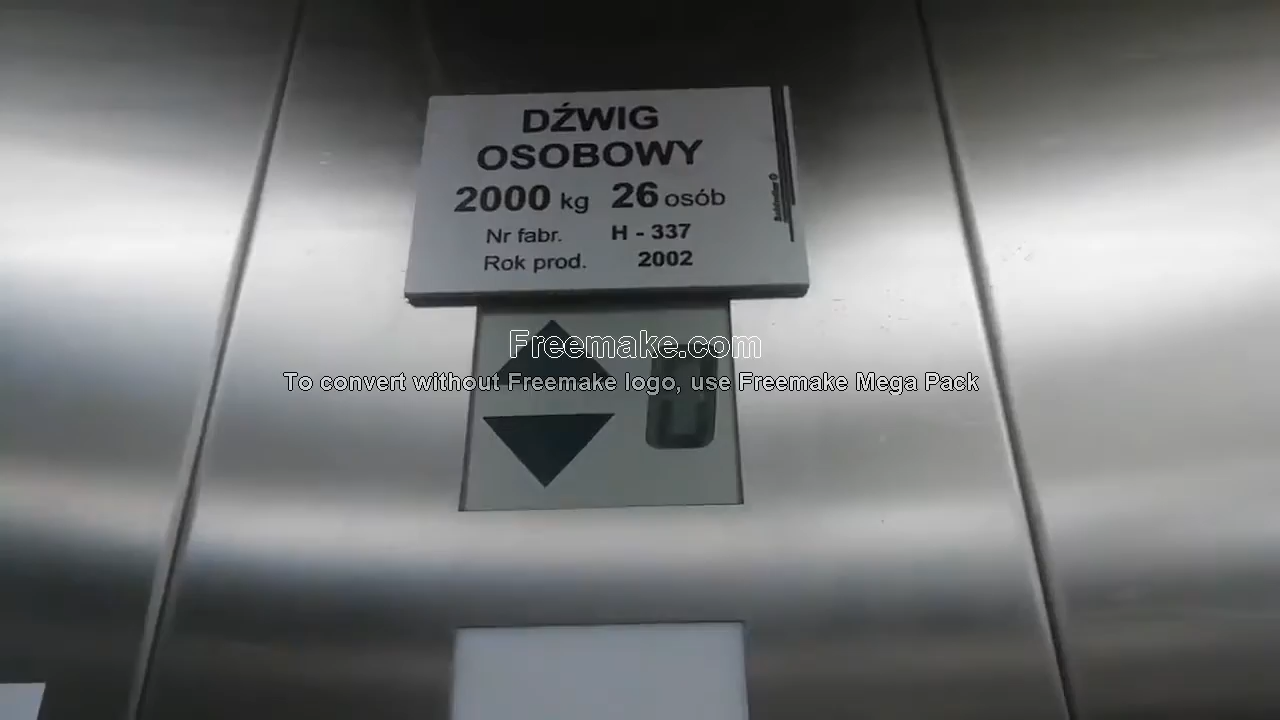 DŹWIG
OSOBOWY
2000 kg 26 osób
Nr fabr. H - 337
Rok prod. 2002
Schindler
Freemake.com
To convert without Freemake logo, use Freemake Mega Pack